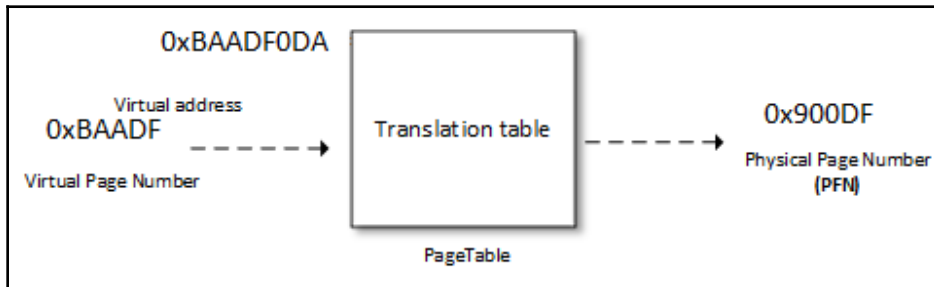 0xBAADF0DA
Virtual address
0xBAADF
Virtual Page Number
Translation table
PageTable
0x900DF
Physical Page Number
(PFN)